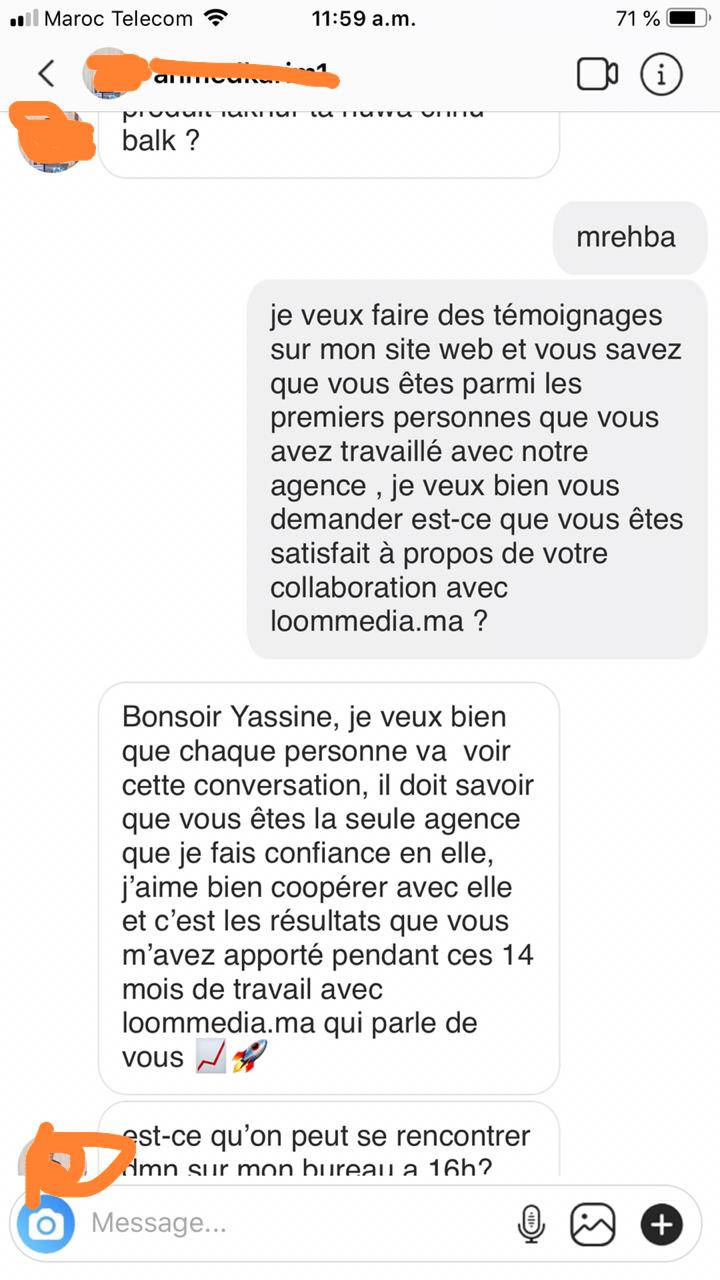 Maroc Telecom 11:59 a.m. 71 %
balk ?
mrehba
je veux faire des témoignages
sur mon site web et vous savez
que vous êtes parmi les
premiers personnes que vous
avez travaillé avec notre
agence , je veux bien vous
demander est-ce que vous êtes
satisfait à propos de votre
collaboration avec
loommedia.ma ?
Bonsoir Yassine, je veux bien
que chaque personne va  voir
cette conversation, il doit savoir
que vous êtes la seule agence
que je fais confiance en elle,
j’aime bien coopérer avec elle
et c’est les résultats que vous
m’avez apporté pendant ces 14
mois de travail avec
loommedia.ma qui parle de
vous 📈🚀
est-ce qu’on peut se rencontrer
dmn sur mon bureau a 16h?
Message...